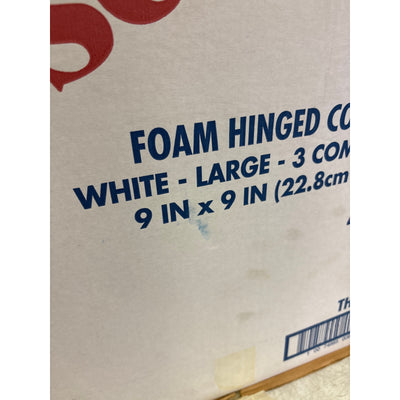 FOAM HINGED CO
WHITE - LARGE - 3 COM
9 IN x 9 IN (22.8cm